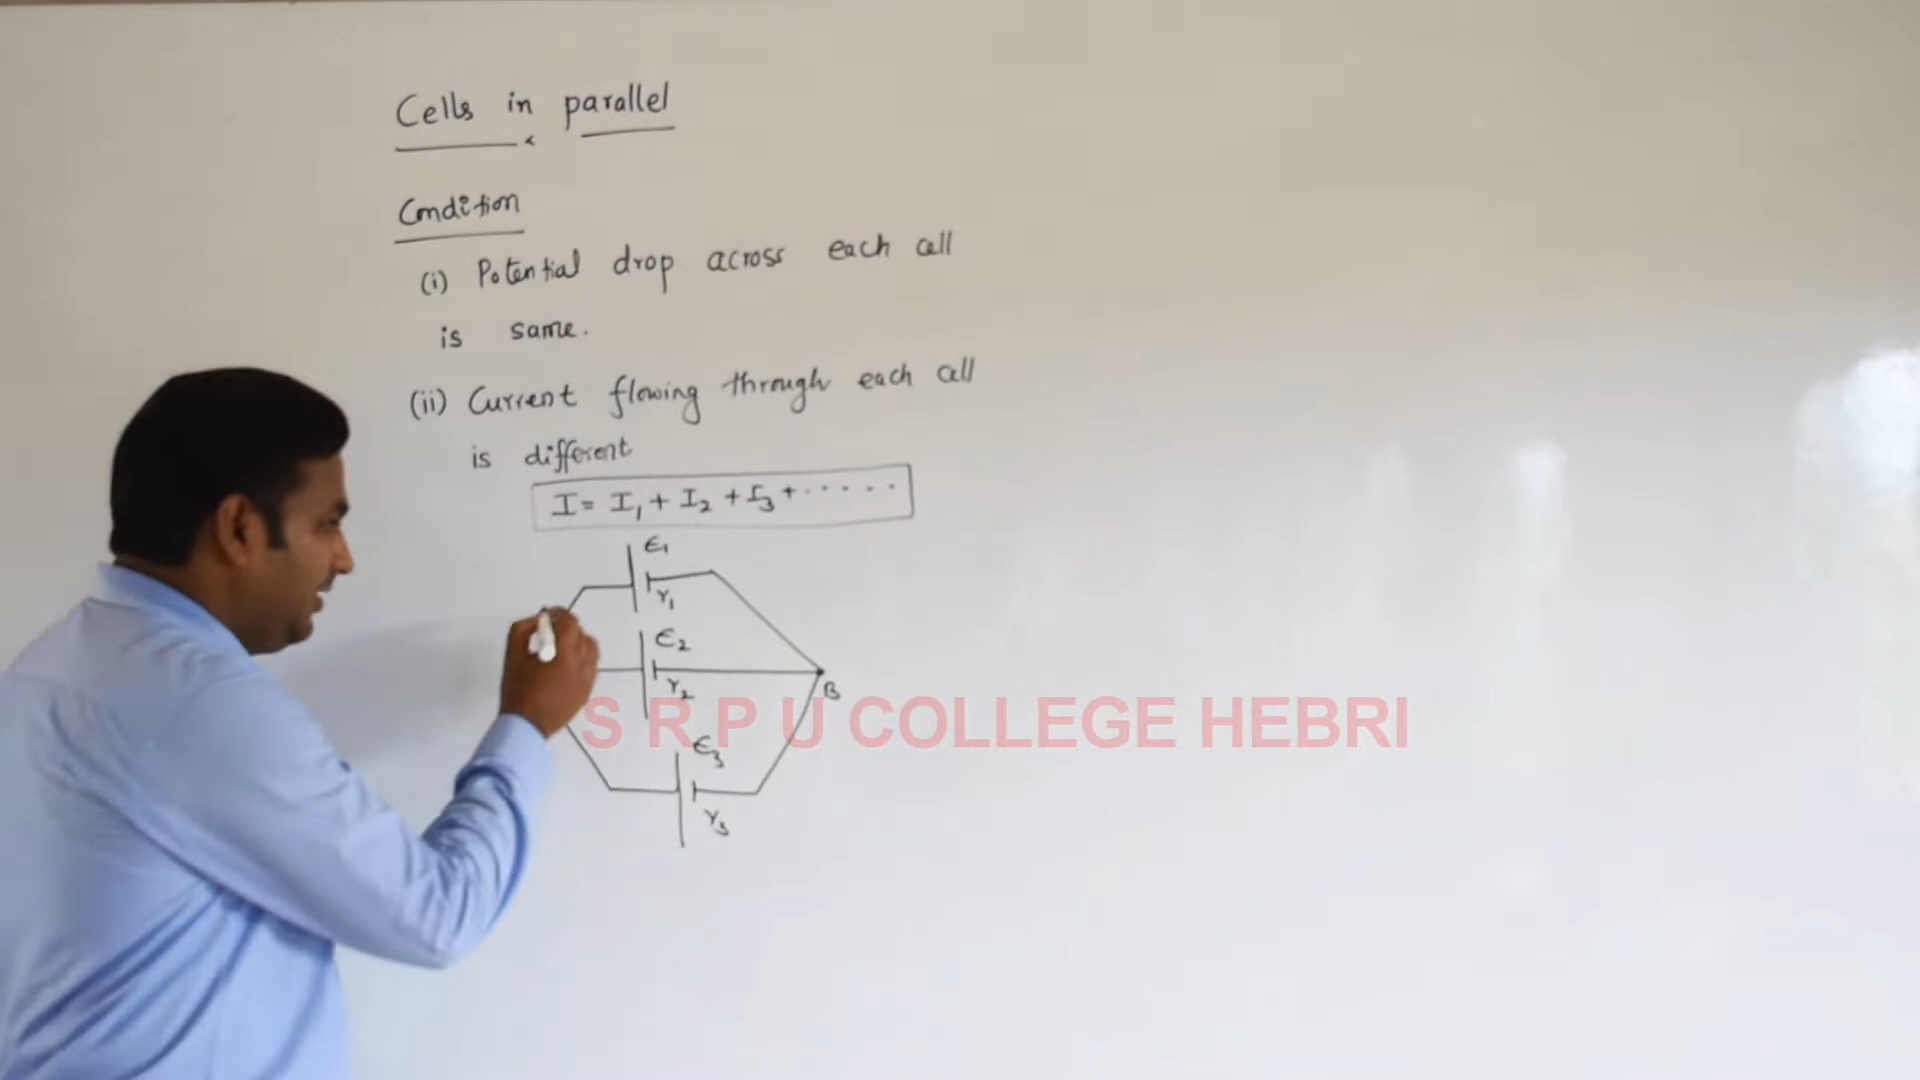 Cells in parallel
Condition
(i) Potential drop across each cell
is same.
(ii) Current flowing through each cell
is different
I = I₁ + I₂ + I₃ + ......
ε₁
r₁
ε₂
r₂
B
S R P U COLLEGE HEBRI
ε₃
r₃